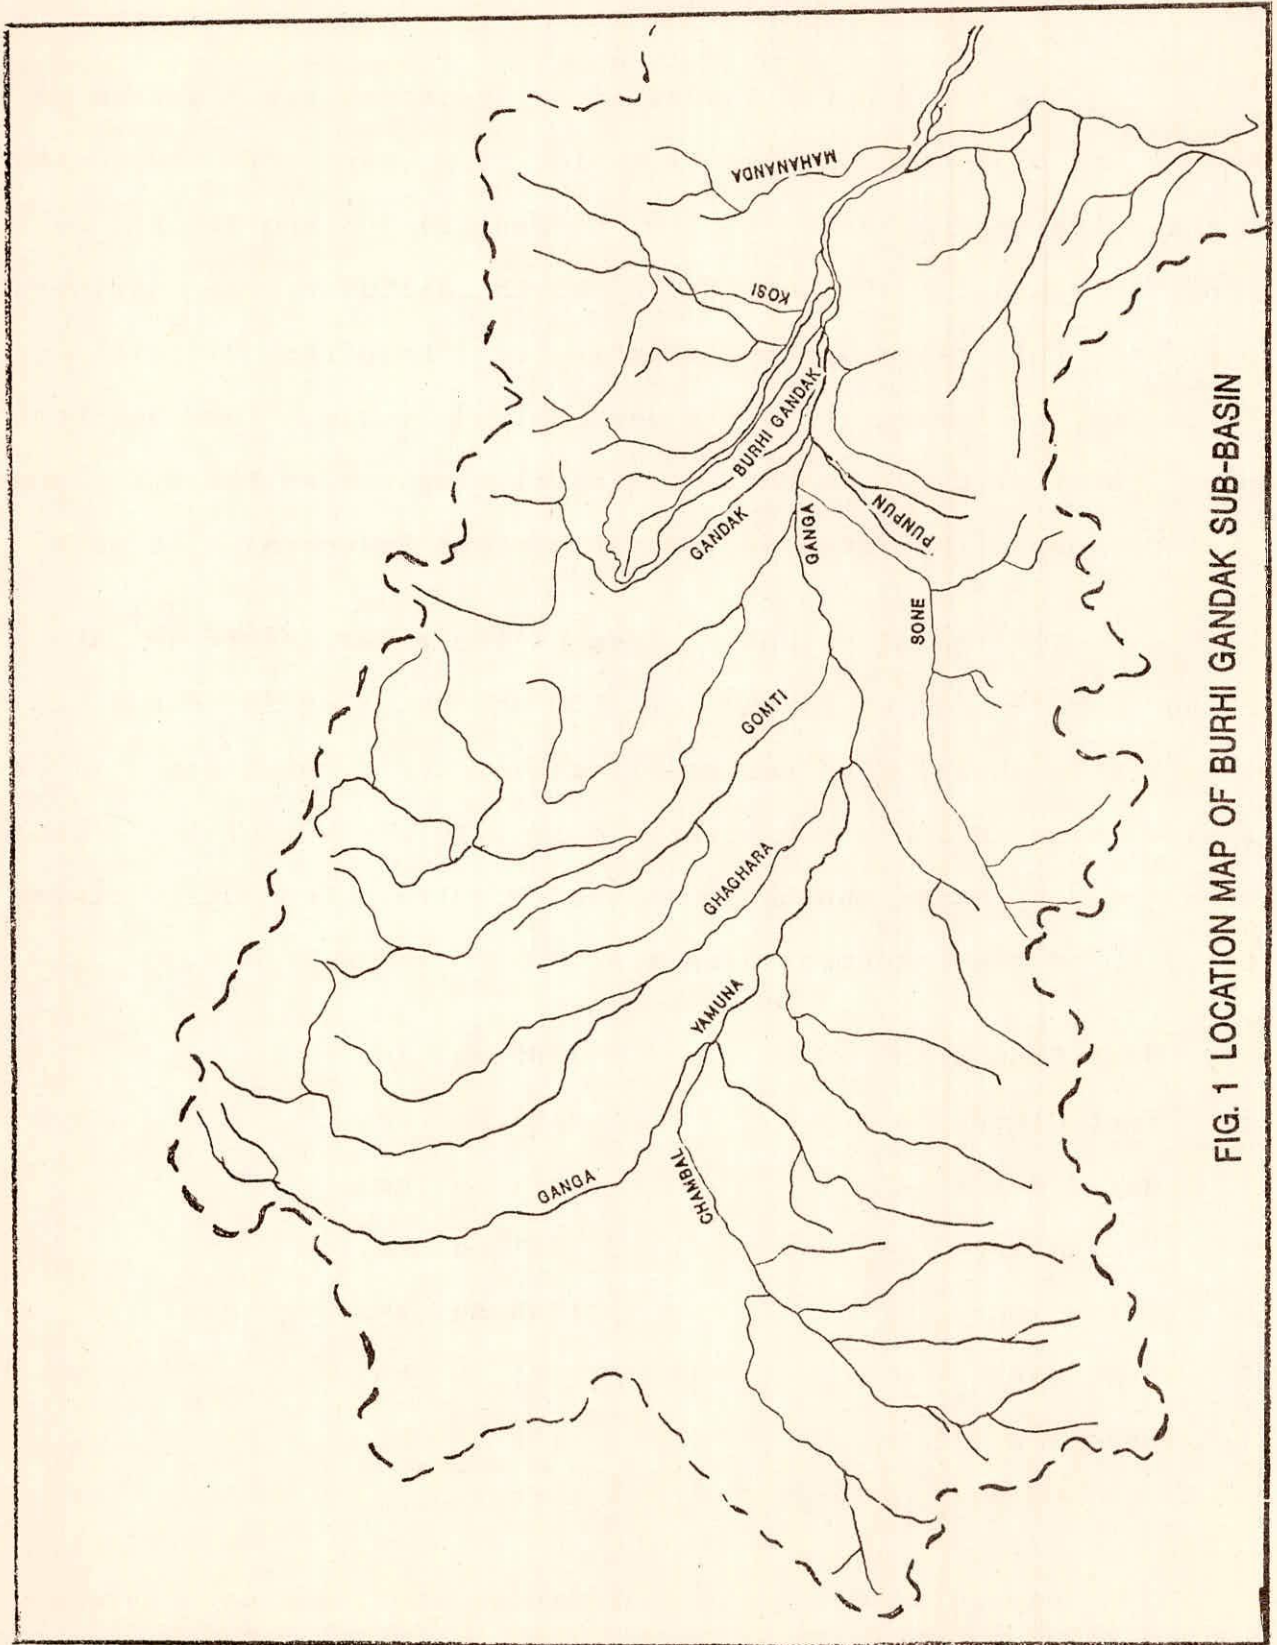 MAHANANDA
KOSI
BURHI GANDAK
GANDAK
GANGA
PUNPUN
SONE
GOMTI
GHAGHARA
YAMUNA
GANGA
CHAMBAL
FIG. 1 LOCATION MAP OF BURHI GANDAK SUB-BASIN